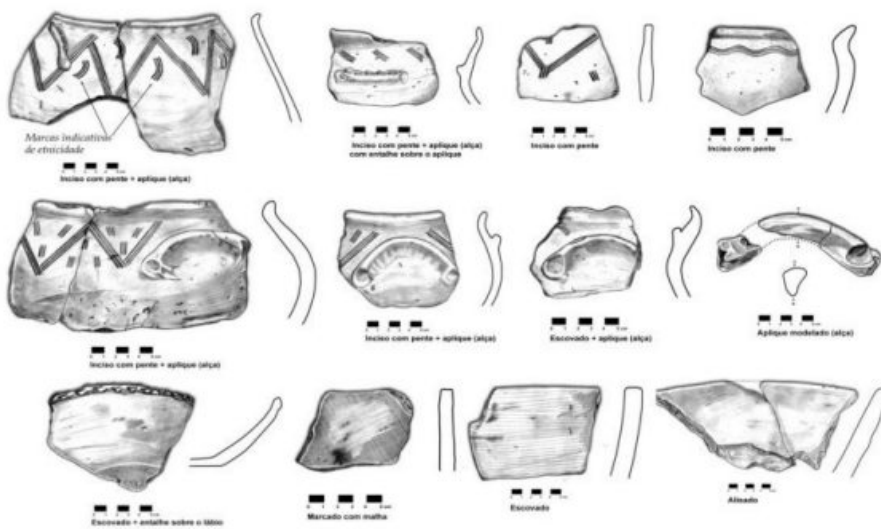 Marcas indicativas
de etnicidade
Inciso com pente + aplique (alça)
Inciso com pente + aplique (alça)
com entalhe sobre o aplique
Inciso com pente
Inciso com pente
Inciso com pente + aplique (alça)
Inciso com pente + aplique (alça)
Escovado + aplique (alça)
Aplique modelado (alça)
Escovado + entalhe sobre o lábio
Marcado com malha
Escovado
Alisado